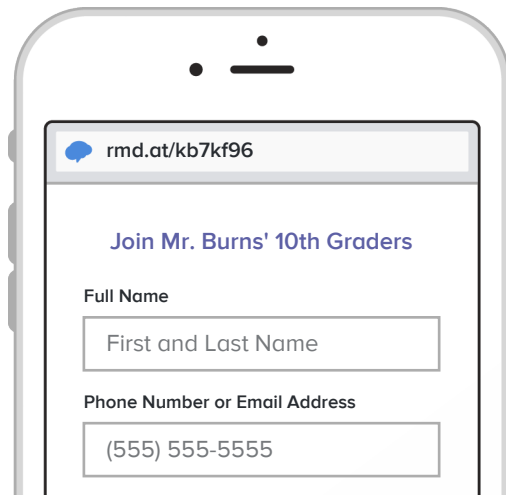 rmd.at/kb7kf96
Join Mr. Burns' 10th Graders
Full Name
First and Last Name
Phone Number or Email Address
(555) 555-5555